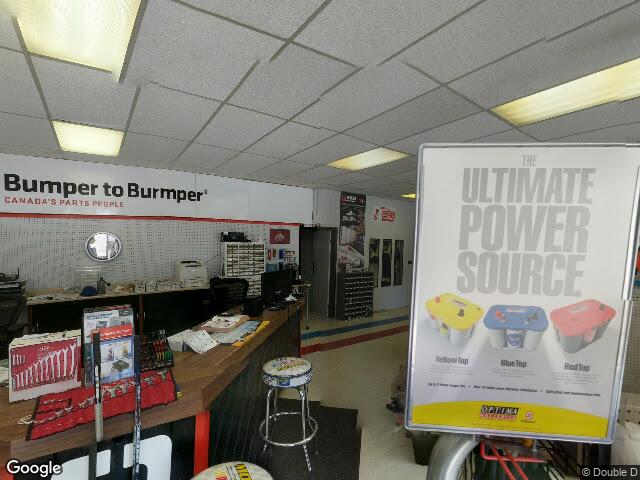 Bumper to Burmper
CANADA'S PARTS PEOPLE
THE
ULTIMATE
POWER
SOURCE
YellowTop
BlueTop
RedTop
OPTIMA
Google
© Double D